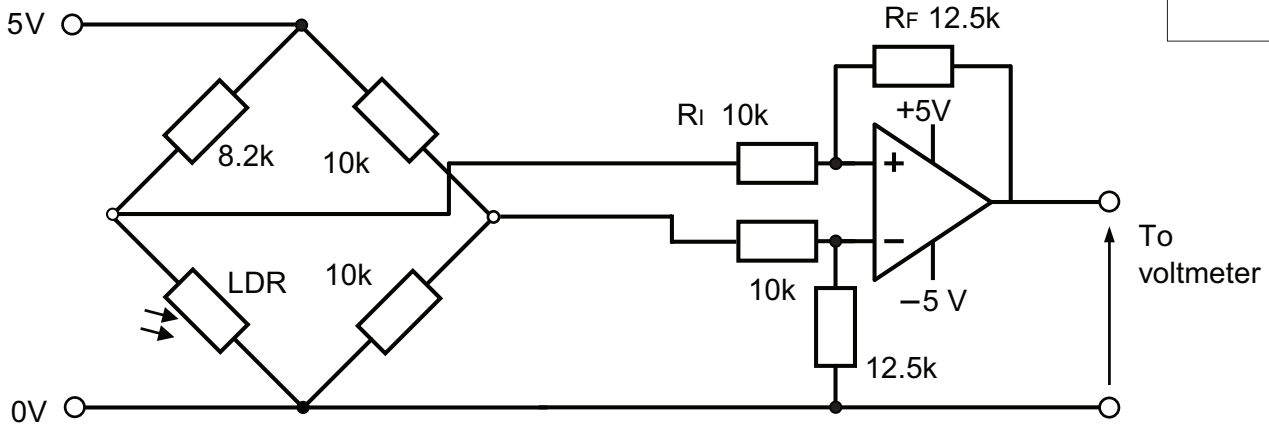 5V
RF 12.5k
RI 10k
+5V
8.2k
10k
+
−
To
voltmeter
LDR
10k
10k
−5 V
12.5k
0V